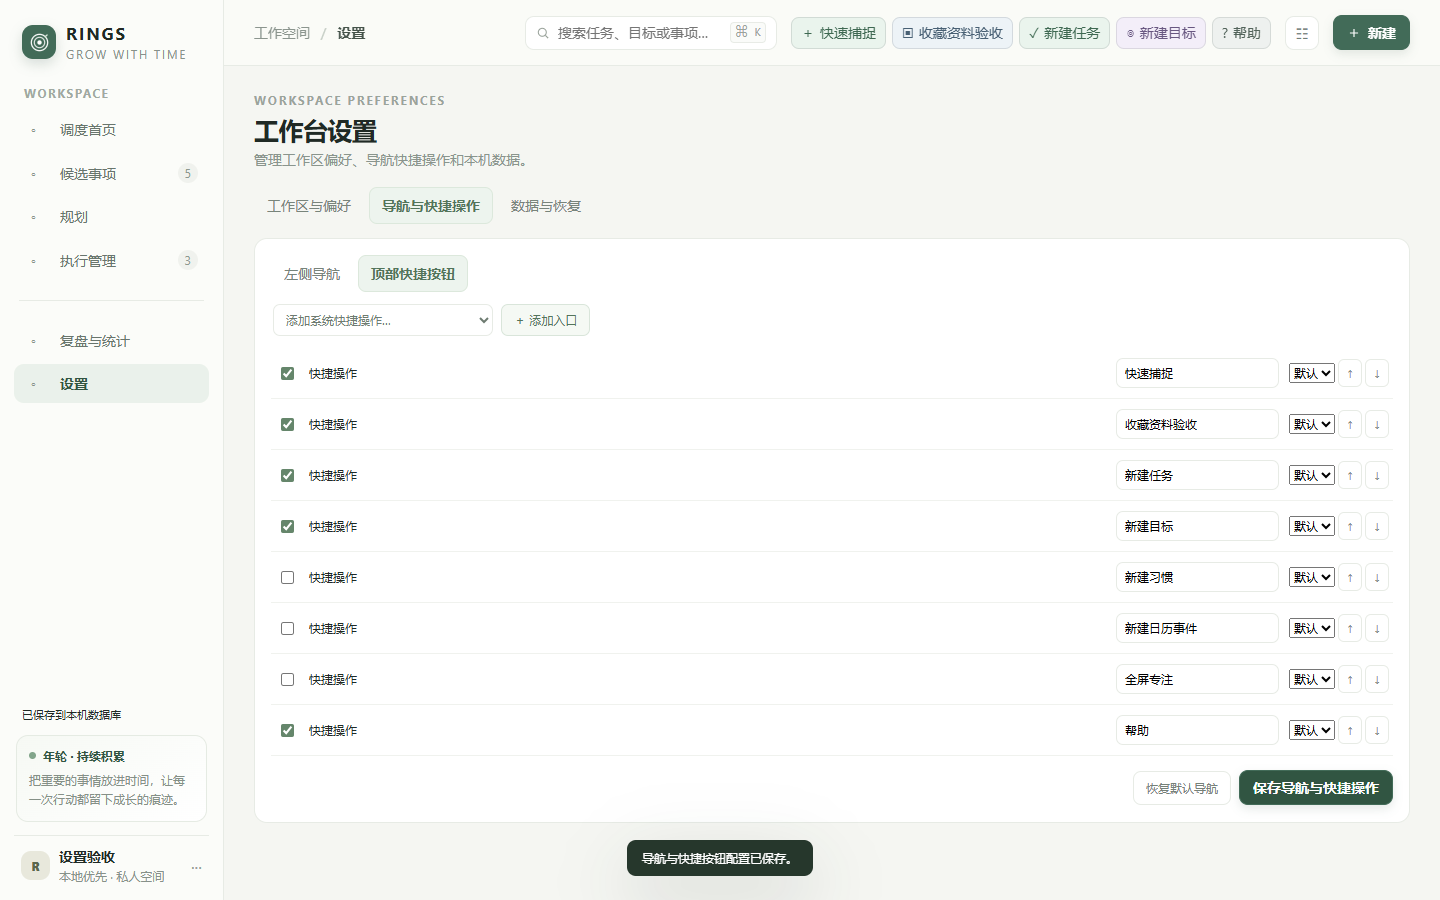 RINGS
GROW WITH TIME
WORKSPACE
调度首页
候选事项 5
规划
执行管理 3
复盘与统计
设置
已保存到本机数据库
年轮 · 持续积累
把重要的事情放进时间，让每
一次行动都留下成长的痕迹。
R
设置验收
本地优先 · 私人空间
...
工作空间 / 设置
搜索任务、目标或事项... ⌘ K
+ 快速捕捉
▣ 收藏资料验收
✓ 新建任务
◎ 新建目标
? 帮助
☷
+ 新建
WORKSPACE PREFERENCES
工作台设置
管理工作区偏好、导航快捷操作和本机数据。
工作区与偏好 导航与快捷操作 数据与恢复
左侧导航 顶部快捷按钮
添加系统快捷操作... + 添加入口
快捷操作 快速捕捉 默认 ↑ ↓
快捷操作 收藏资料验收 默认 ↑ ↓
快捷操作 新建任务 默认 ↑ ↓
快捷操作 新建目标 默认 ↑ ↓
快捷操作 新建习惯 默认 ↑ ↓
快捷操作 新建日历事件 默认 ↑ ↓
快捷操作 全屏专注 默认 ↑ ↓
快捷操作 帮助 默认 ↑ ↓
恢复默认导航 保存导航与快捷操作
导航与快捷按钮配置已保存。